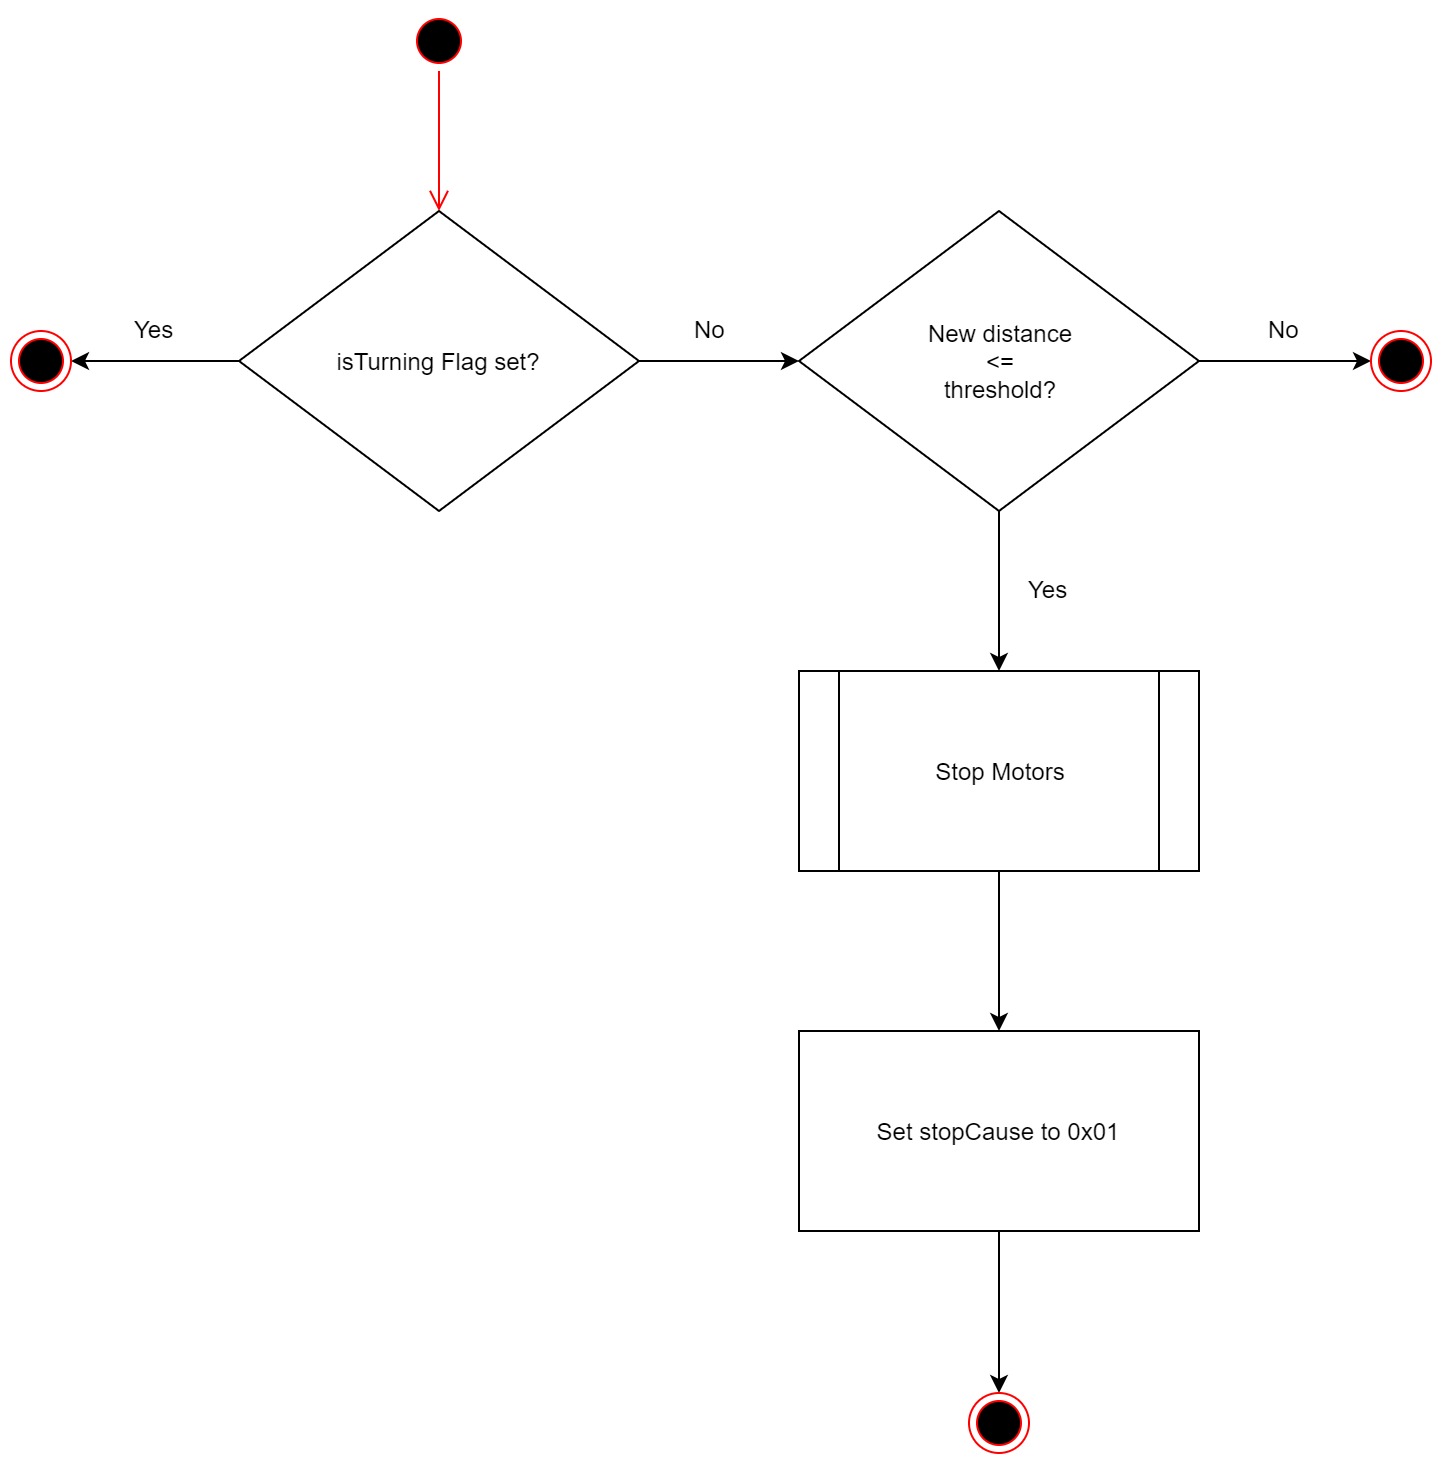 Yes
isTurning Flag set?
No
New distance
<=
threshold?
No
Yes
Stop Motors
Set stopCause to 0x01